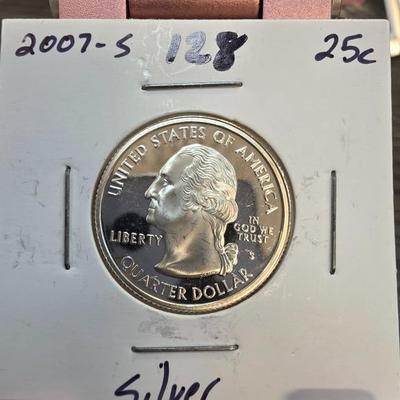 2007-S 128 25c
UNITED STATES OF AMERICA
LIBERTY
IN
GOD WE
TRUST
S
QUARTER DOLLAR
Silver